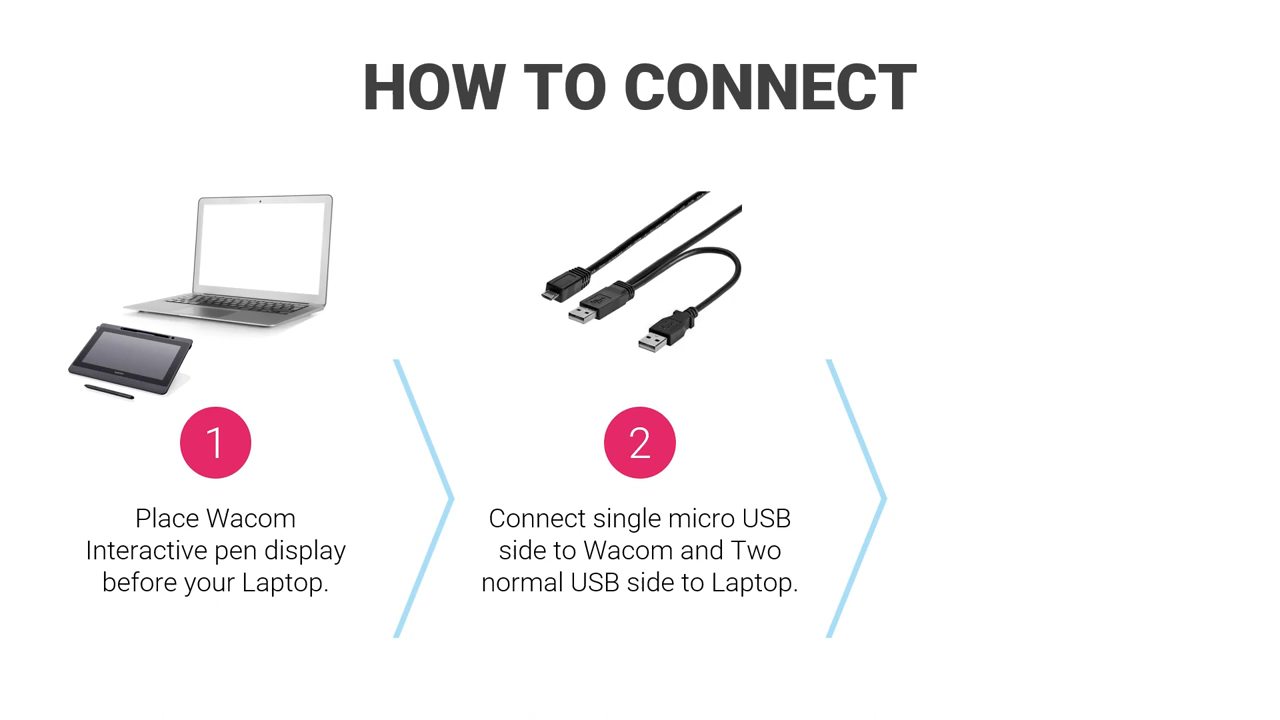 HOW TO CONNECT
1
Place Wacom
Interactive pen display
before your Laptop.
2
Connect single micro USB
side to Wacom and Two
normal USB side to Laptop.